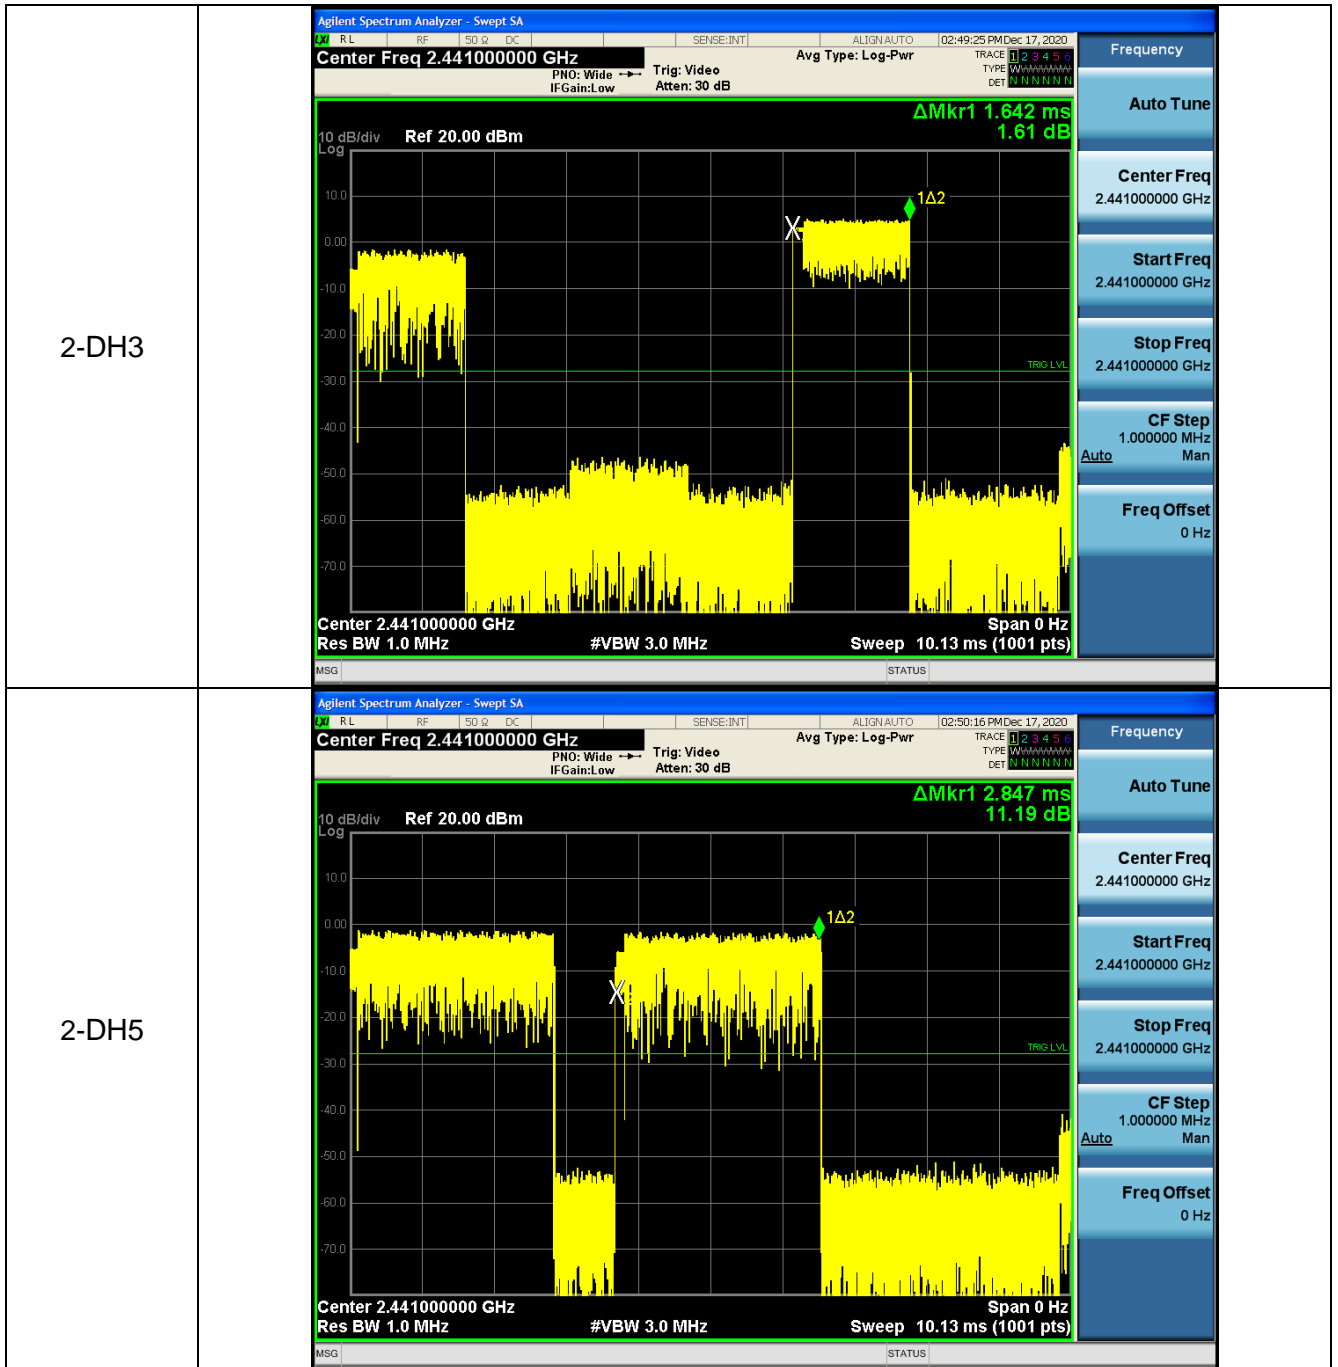 2-DH3
Agilent Spectrum Analyzer - Swept SA
LXI RL RF 50 Ω DC SENSE:INT ALIGN AUTO 02:49:25 PM Dec 17, 2020
Center Freq 2.441000000 GHz
PNO: Wide
IFGain:Low
Trig: Video
Atten: 30 dB
Avg Type: Log-Pwr
TRACE 1 2 3 4 5 6
TYPE WWWWWW
DET N N N N N N
ΔMkr1 1.642 ms
1.61 dB
10 dB/div Ref 20.00 dBm
Log
10.0
0.00
-10.0
-20.0
-30.0
-40.0
-50.0
-60.0
-70.0
1Δ2
TRIG LVL
Center 2.441000000 GHz Span 0 Hz
Res BW 1.0 MHz #VBW 3.0 MHz Sweep 10.13 ms (1001 pts)
MSG STATUS
Frequency
Auto Tune
Center Freq
2.441000000 GHz
Start Freq
2.441000000 GHz
Stop Freq
2.441000000 GHz
CF Step
1.000000 MHz
Auto Man
Freq Offset
0 Hz
2-DH5
Agilent Spectrum Analyzer - Swept SA
LXI RL RF 50 Ω DC SENSE:INT ALIGN AUTO 02:50:16 PM Dec 17, 2020
Center Freq 2.441000000 GHz
PNO: Wide
IFGain:Low
Trig: Video
Atten: 30 dB
Avg Type: Log-Pwr
TRACE 1 2 3 4 5 6
TYPE WWWWWW
DET N N N N N N
ΔMkr1 2.847 ms
11.19 dB
10 dB/div Ref 20.00 dBm
Log
10.0
0.00
-10.0
-20.0
-30.0
-40.0
-50.0
-60.0
-70.0
1Δ2
TRIG LVL
Center 2.441000000 GHz Span 0 Hz
Res BW 1.0 MHz #VBW 3.0 MHz Sweep 10.13 ms (1001 pts)
MSG STATUS
Frequency
Auto Tune
Center Freq
2.441000000 GHz
Start Freq
2.441000000 GHz
Stop Freq
2.441000000 GHz
CF Step
1.000000 MHz
Auto Man
Freq Offset
0 Hz